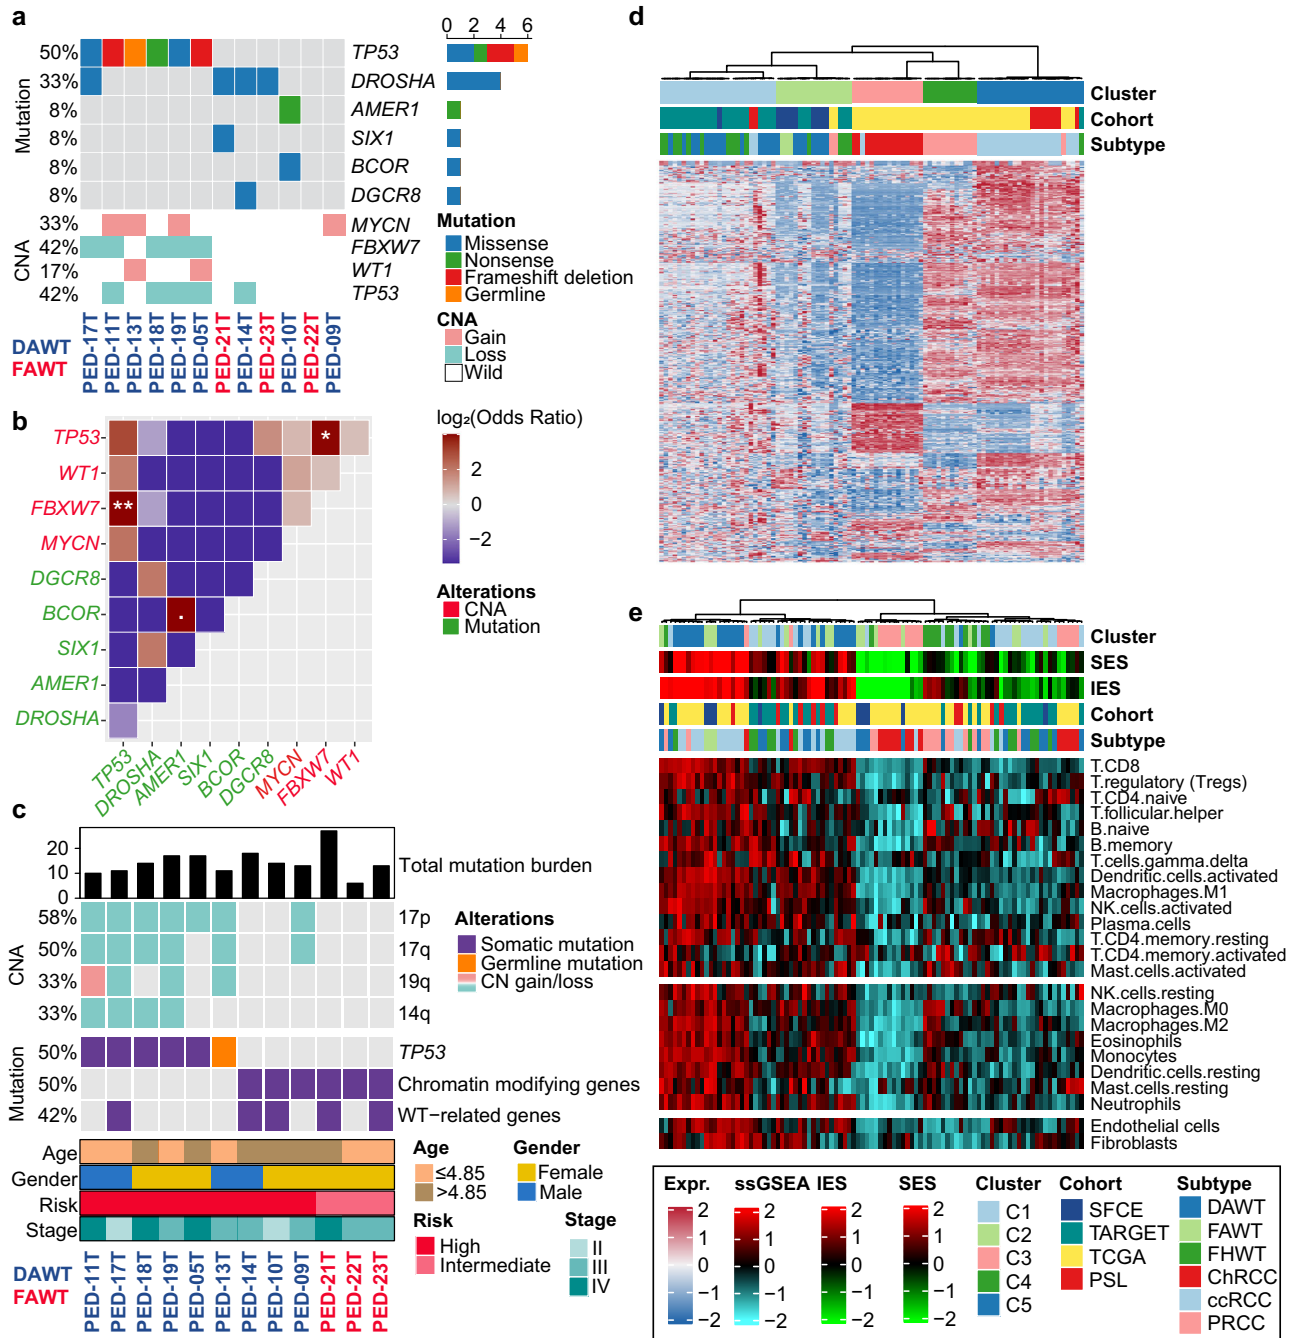 a
0 2 4 6
Mutation
50% TP53
33% DROSHA
8% AMER1
8% SIX1
8% BCOR
8% DGCR8
CNA
33% MYCN
42% FBXW7
17% WT1
42% TP53
DAWT
FAWT
PED-17T
PED-11T
PED-13T
PED-18T
PED-19T
PED-05T
PED-21T
PED-14T
PED-23T
PED-10T
PED-22T
PED-09T
Mutation
Missense
Nonsense
Frameshift deletion
Germline
CNA
Gain
Loss
Wild
b
TP53
WT1
FBXW7
MYCN
DGCR8
BCOR
SIX1
AMER1
DROSHA
*
**
.
TP53
DROSHA
AMER1
SIX1
BCOR
DGCR8
MYCN
FBXW7
WT1
log₂(Odds Ratio)
2
0
−2
Alterations
CNA
Mutation
c
20
10
0
Total mutation burden
CNA
58% 17p
50% 17q
33% 19q
33% 14q
Mutation
50% TP53
50% Chromatin modifying genes
42% WT−related genes
Alterations
Somatic mutation
Germline mutation
CN gain/loss
Age
Gender
Risk
Stage
DAWT
FAWT
PED-11T
PED-17T
PED-18T
PED-19T
PED-05T
PED-13T
PED-14T
PED-10T
PED-09T
PED-21T
PED-22T
PED-23T
Age
≤4.85
>4.85
Gender
Female
Male
Risk
High
Intermediate
Stage
II
III
IV
d
Cluster
Cohort
Subtype
e
Cluster
SES
IES
Cohort
Subtype
T.CD8
T.regulatory (Tregs)
T.CD4.naive
T.follicular.helper
B.naive
B.memory
T.cells.gamma.delta
Dendritic.cells.activated
Macrophages.M1
NK.cells.activated
Plasma.cells
T.CD4.memory.resting
T.CD4.memory.activated
Mast.cells.activated
NK.cells.resting
Macrophages.M0
Macrophages.M2
Eosinophils
Monocytes
Dendritic.cells.resting
Mast.cells.resting
Neutrophils
Endothelial cells
Fibroblasts
Expr.
2
1
0
−1
−2
ssGSEA
2
1
0
−1
−2
IES
2
1
0
−1
−2
SES
2
1
0
−1
−2
Cluster
C1
C2
C3
C4
C5
Cohort
SFCE
TARGET
TCGA
PSL
Subtype
DAWT
FAWT
FHWT
ChRCC
ccRCC
PRCC